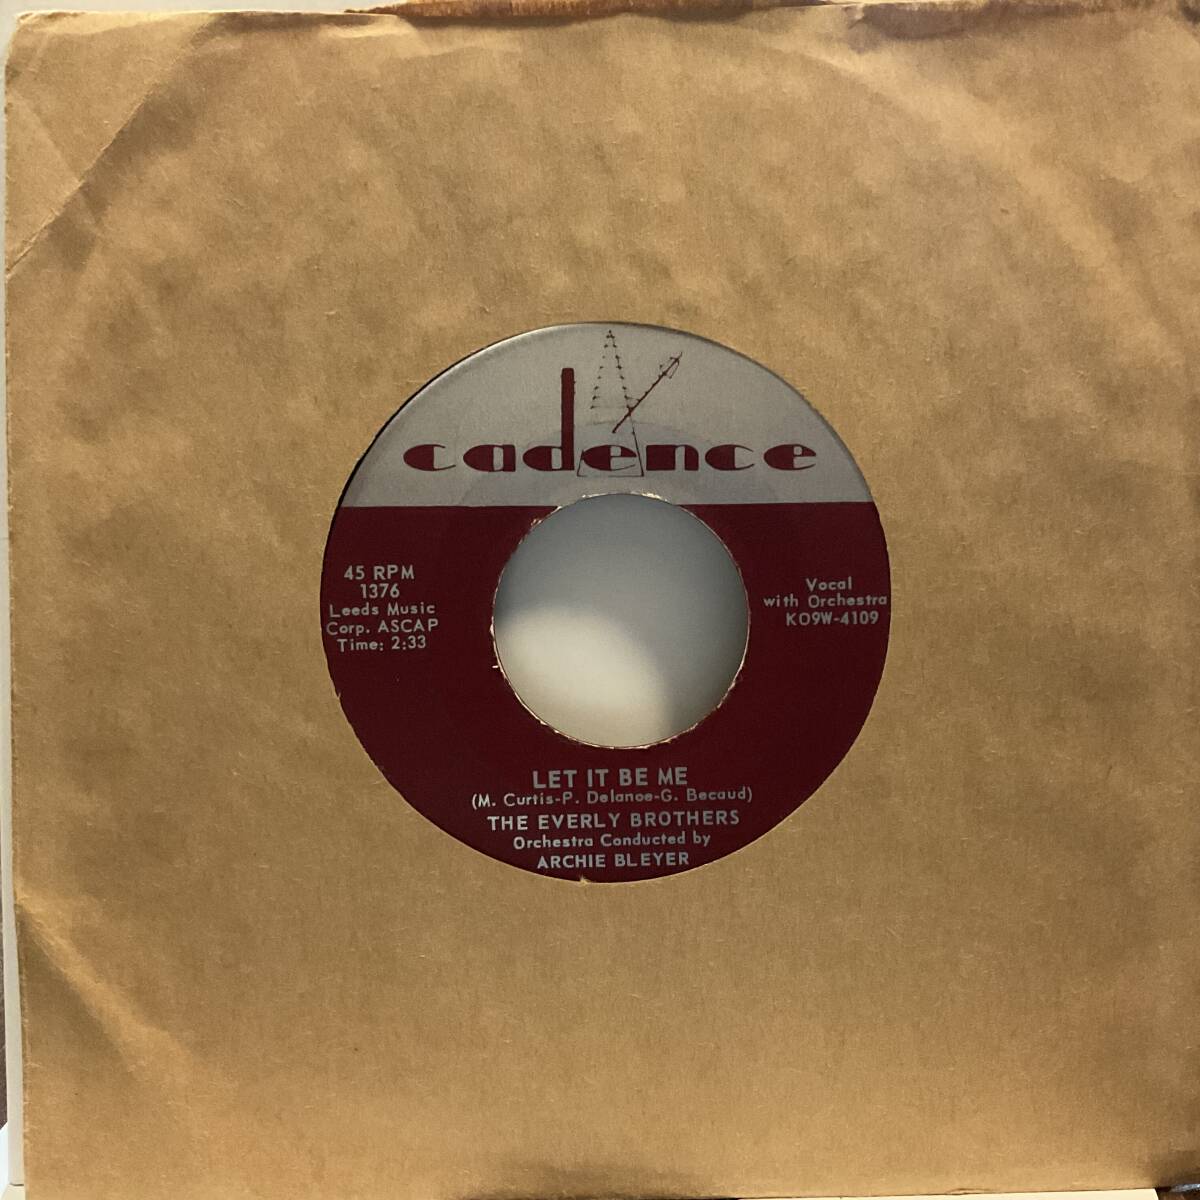 cadence
45 RPM
1376
Leeds Music
Corp. ASCAP
Time: 2:33
Vocal
with Orchestra
KO9W-4109
LET IT BE ME
(M. Curtis-P. Delanoe-G. Becaud)
THE EVERLY BROTHERS
Orchestra Conducted by
ARCHIE BLEYER